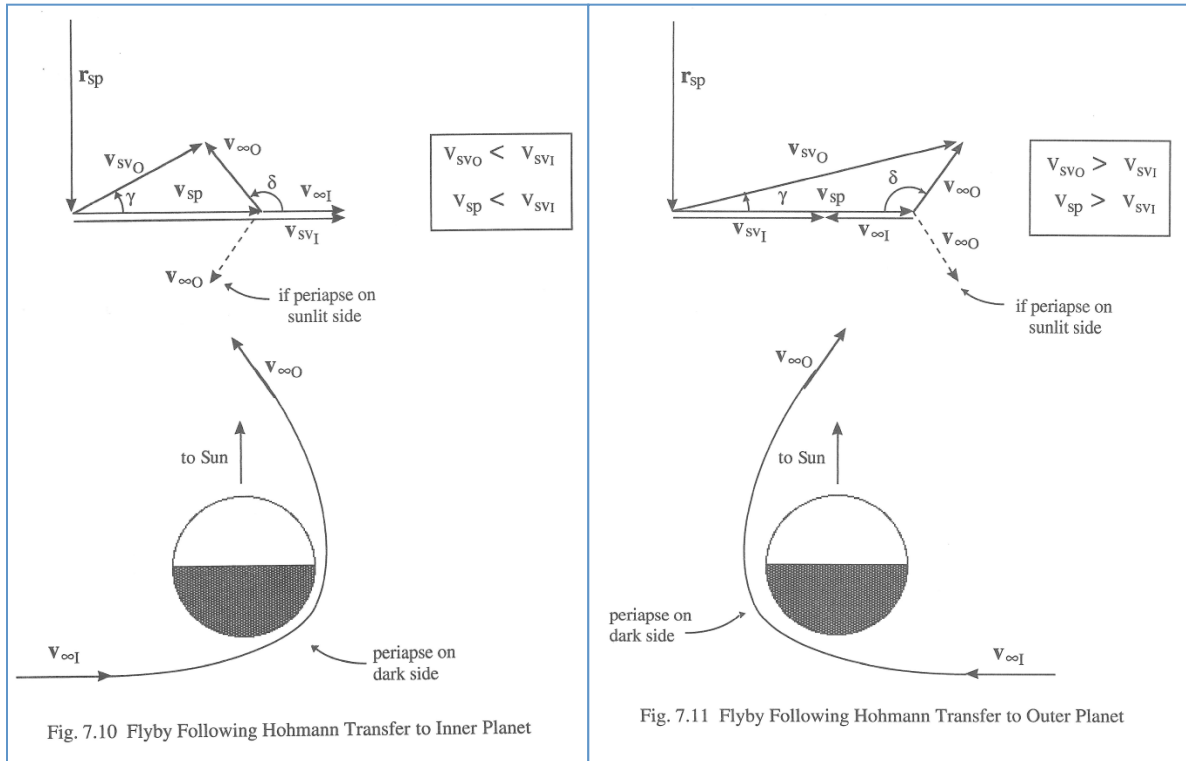 r_sp
v_∞O
v_svO
v_sp
δ
γ
v_∞I
v_svI
v_∞O
if periapse on
sunlit side
v_svO < v_svI
v_sp < v_svI
v_∞O
to Sun
periapse on
dark side
v_∞I
Fig. 7.10 Flyby Following Hohmann Transfer to Inner Planet
r_sp
v_svO
v_sp
δ
γ
v_∞O
v_svI
v_∞I
v_∞O
if periapse on
sunlit side
v_svO > v_svI
v_sp > v_svI
v_∞O
to Sun
periapse on
dark side
v_∞I
Fig. 7.11 Flyby Following Hohmann Transfer to Outer Planet